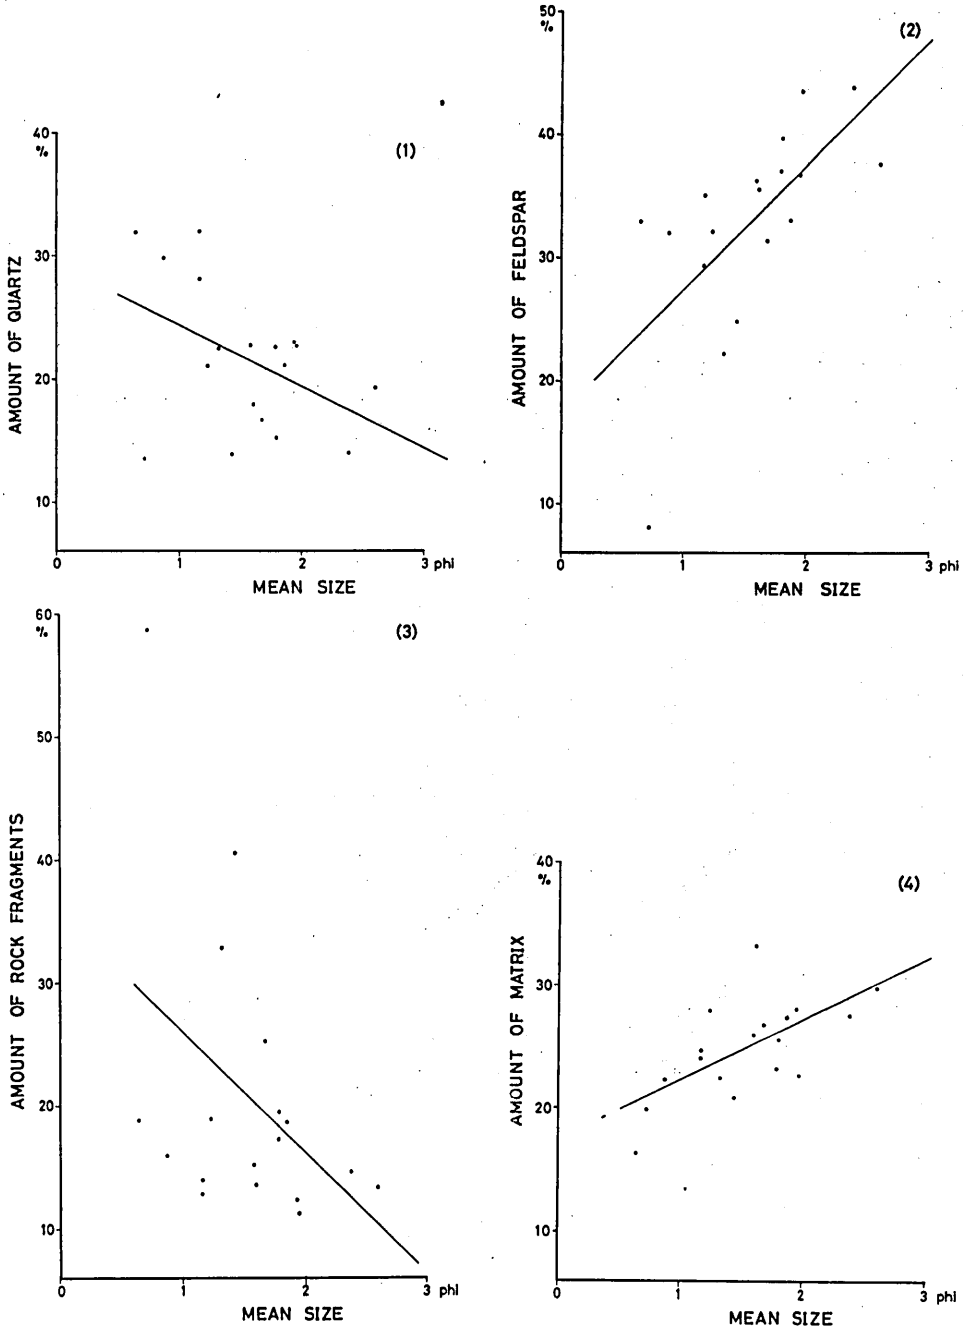 (1)
40
%
30
20
10
0 1 2 3 phi
MEAN SIZE
AMOUNT OF QUARTZ
(2)
50
%
40
30
20
10
0 1 2 3 phi
MEAN SIZE
AMOUNT OF FELDSPAR
(3)
60
%
50
40
30
20
10
0 1 2 3 phi
MEAN SIZE
AMOUNT OF ROCK FRAGMENTS
(4)
40
%
30
20
10
0 1 2 3 phi
MEAN SIZE
AMOUNT OF MATRIX